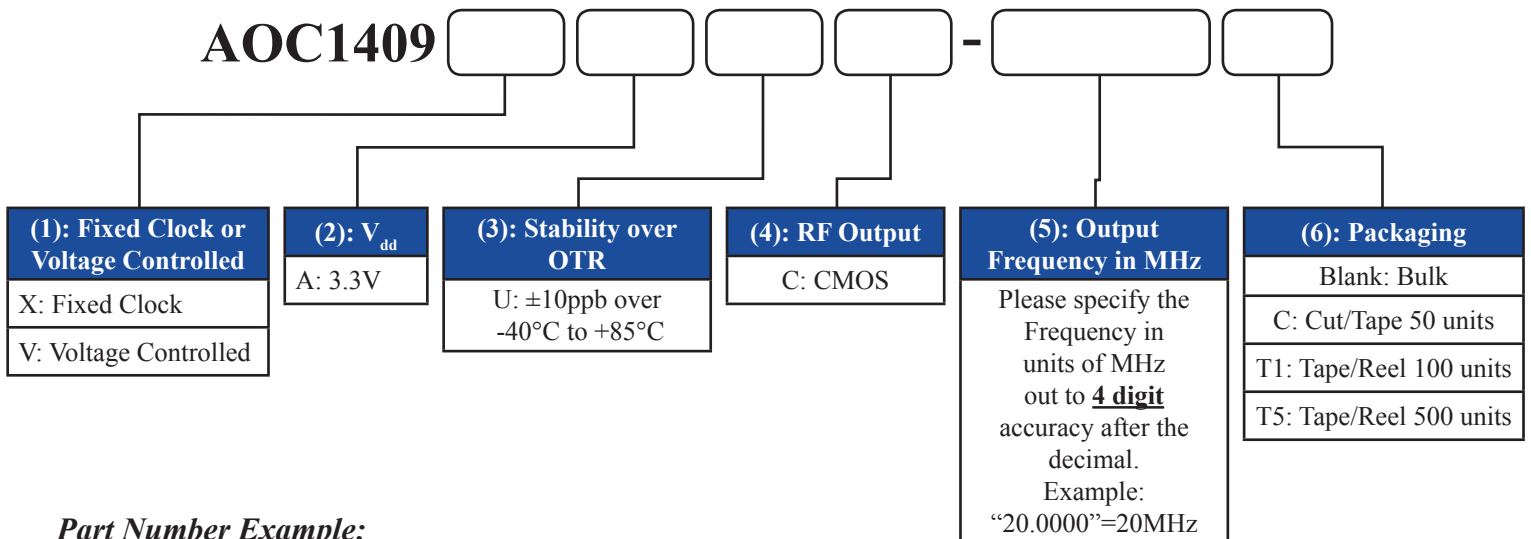 AOC1409 -
(1): Fixed Clock or
Voltage Controlled
X: Fixed Clock
V: Voltage Controlled
(2): Vdd
A: 3.3V
(3): Stability over
OTR
U: ±10ppb over
-40°C to +85°C
(4): RF Output
C: CMOS
(5): Output
Frequency in MHz
Please specify the
Frequency in
units of MHz
out to 4 digit
accuracy after the
decimal.
Example:
“20.0000”=20MHz
(6): Packaging
Blank: Bulk
C: Cut/Tape 50 units
T1: Tape/Reel 100 units
T5: Tape/Reel 500 units
Part Number Example: